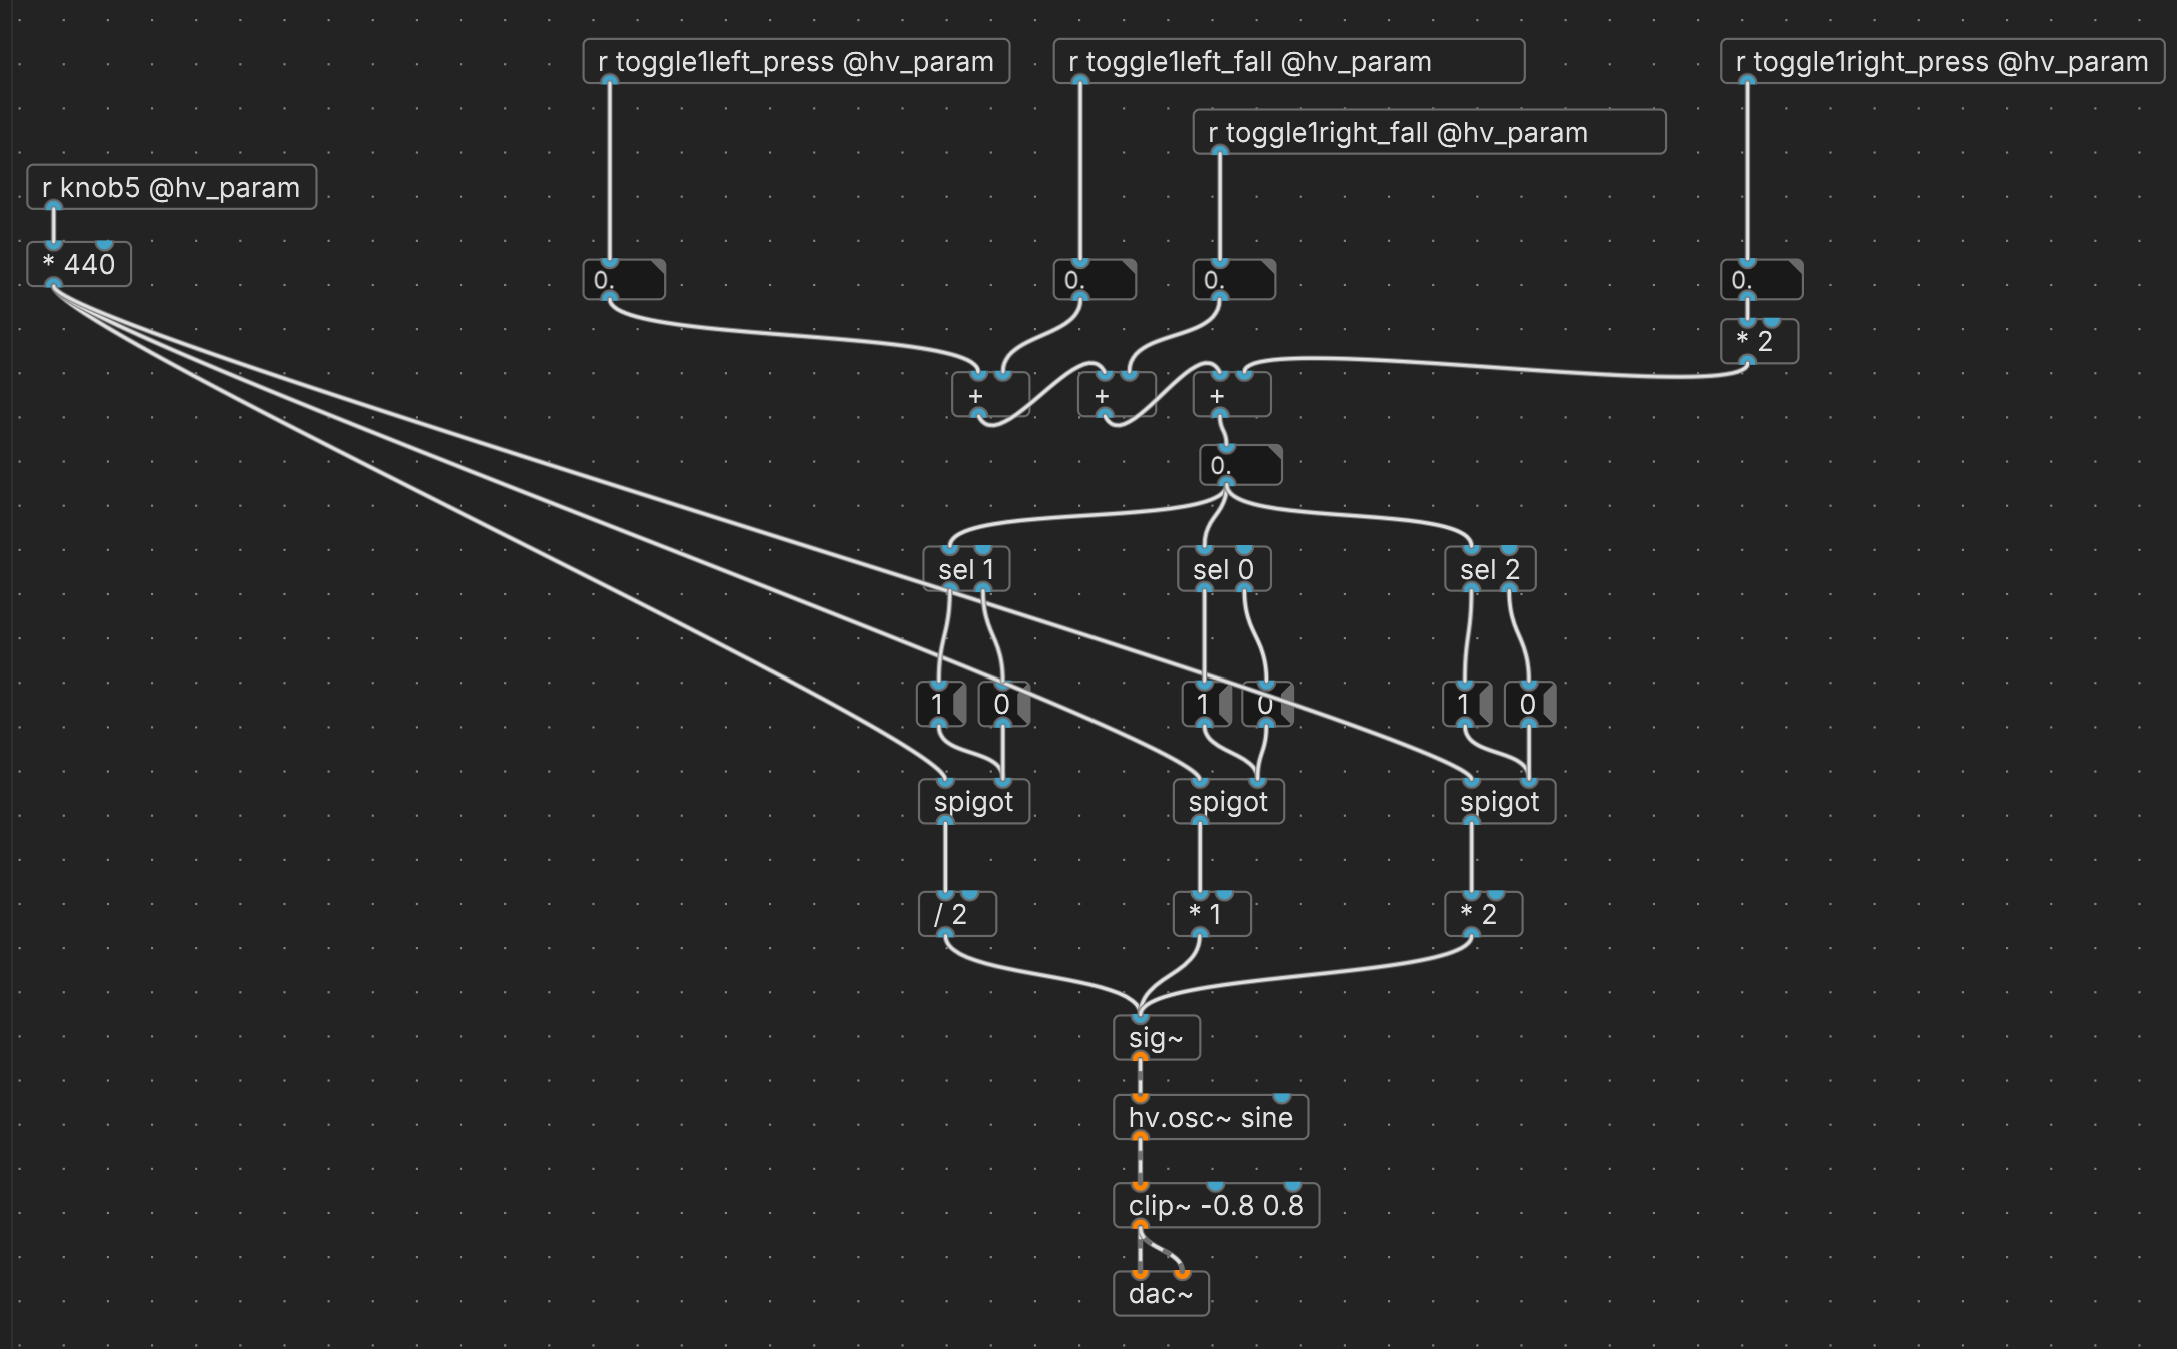 r toggle1left_press @hv_param
r toggle1left_fall @hv_param
r toggle1right_press @hv_param
r toggle1right_fall @hv_param
r knob5 @hv_param
* 440
0.
0.
0.
0.
* 2
+
+
+
0.
sel 1
sel 0
sel 2
1
0
1
0
1
0
spigot
spigot
spigot
/ 2
* 1
* 2
sig~
hv.osc~ sine
clip~ -0.8 0.8
dac~